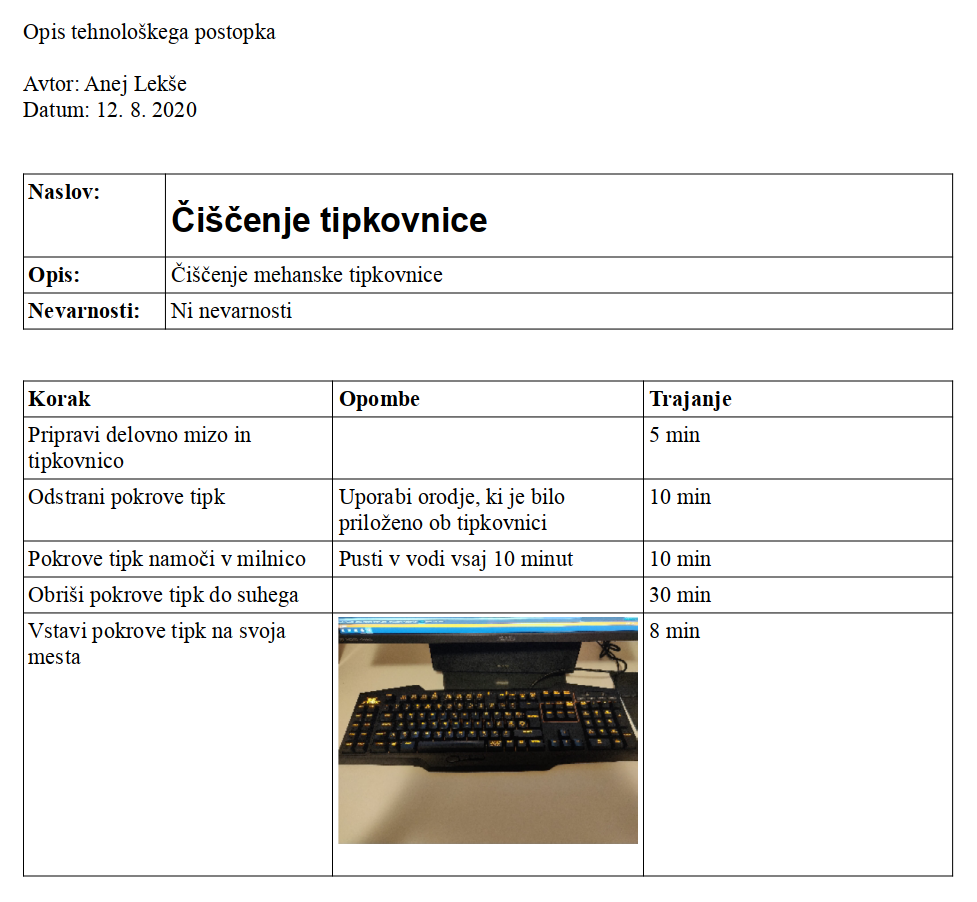 Opis tehnološkega postopka
Avtor: Anej Lekše
Datum: 12. 8. 2020
Naslov:
Čiščenje tipkovnice
Opis:
Čiščenje mehanske tipkovnice
Nevarnosti:
Ni nevarnosti
Korak
Opombe
Trajanje
Pripravi delovno mizo in
tipkovnico
5 min
Odstrani pokrove tipk
Uporabi orodje, ki je bilo
priloženo ob tipkovnici
10 min
Pokrove tipk namoči v milnico
Pusti v vodi vsaj 10 minut
10 min
Obriši pokrove tipk do suhega
30 min
Vstavi pokrove tipk na svoja
mesta
8 min